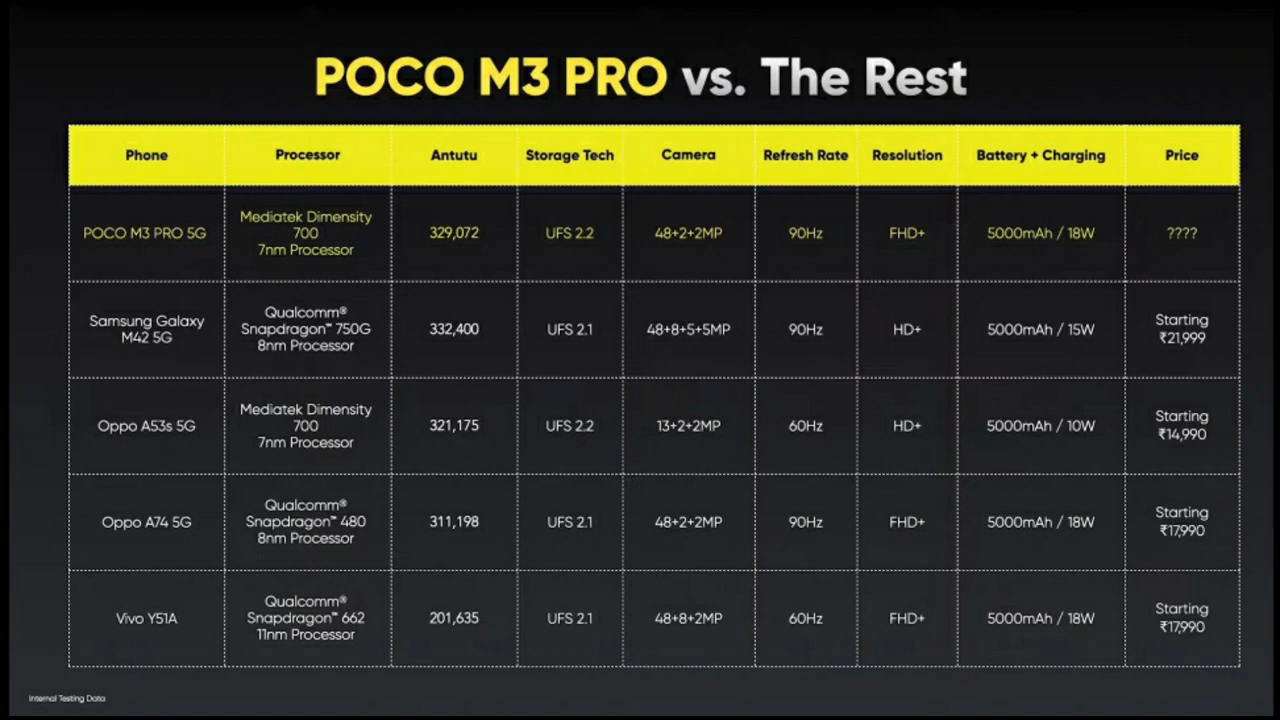 POCO M3 PRO vs. The Rest
Phone Processor Antutu Storage Tech Camera Refresh Rate Resolution Battery + Charging Price
POCO M3 PRO 5G
Mediatek Dimensity
700
7nm Processor
329,072
UFS 2.2
48+2+2MP
90Hz
FHD+
5000mAh / 18W
????
Samsung Galaxy
M42 5G
Qualcomm®
Snapdragon™ 750G
8nm Processor
332,400
UFS 2.1
48+8+5+5MP
90Hz
HD+
5000mAh / 15W
Starting
₹21,999
Oppo A53s 5G
Mediatek Dimensity
700
7nm Processor
321,175
UFS 2.2
13+2+2MP
60Hz
HD+
5000mAh / 10W
Starting
₹14,990
Oppo A74 5G
Qualcomm®
Snapdragon™ 480
8nm Processor
311,198
UFS 2.1
48+2+2MP
90Hz
FHD+
5000mAh / 18W
Starting
₹17,990
Vivo Y51A
Qualcomm®
Snapdragon™ 662
11nm Processor
201,635
UFS 2.1
48+8+2MP
60Hz
FHD+
5000mAh / 18W
Starting
₹17,990
Internal Testing Data